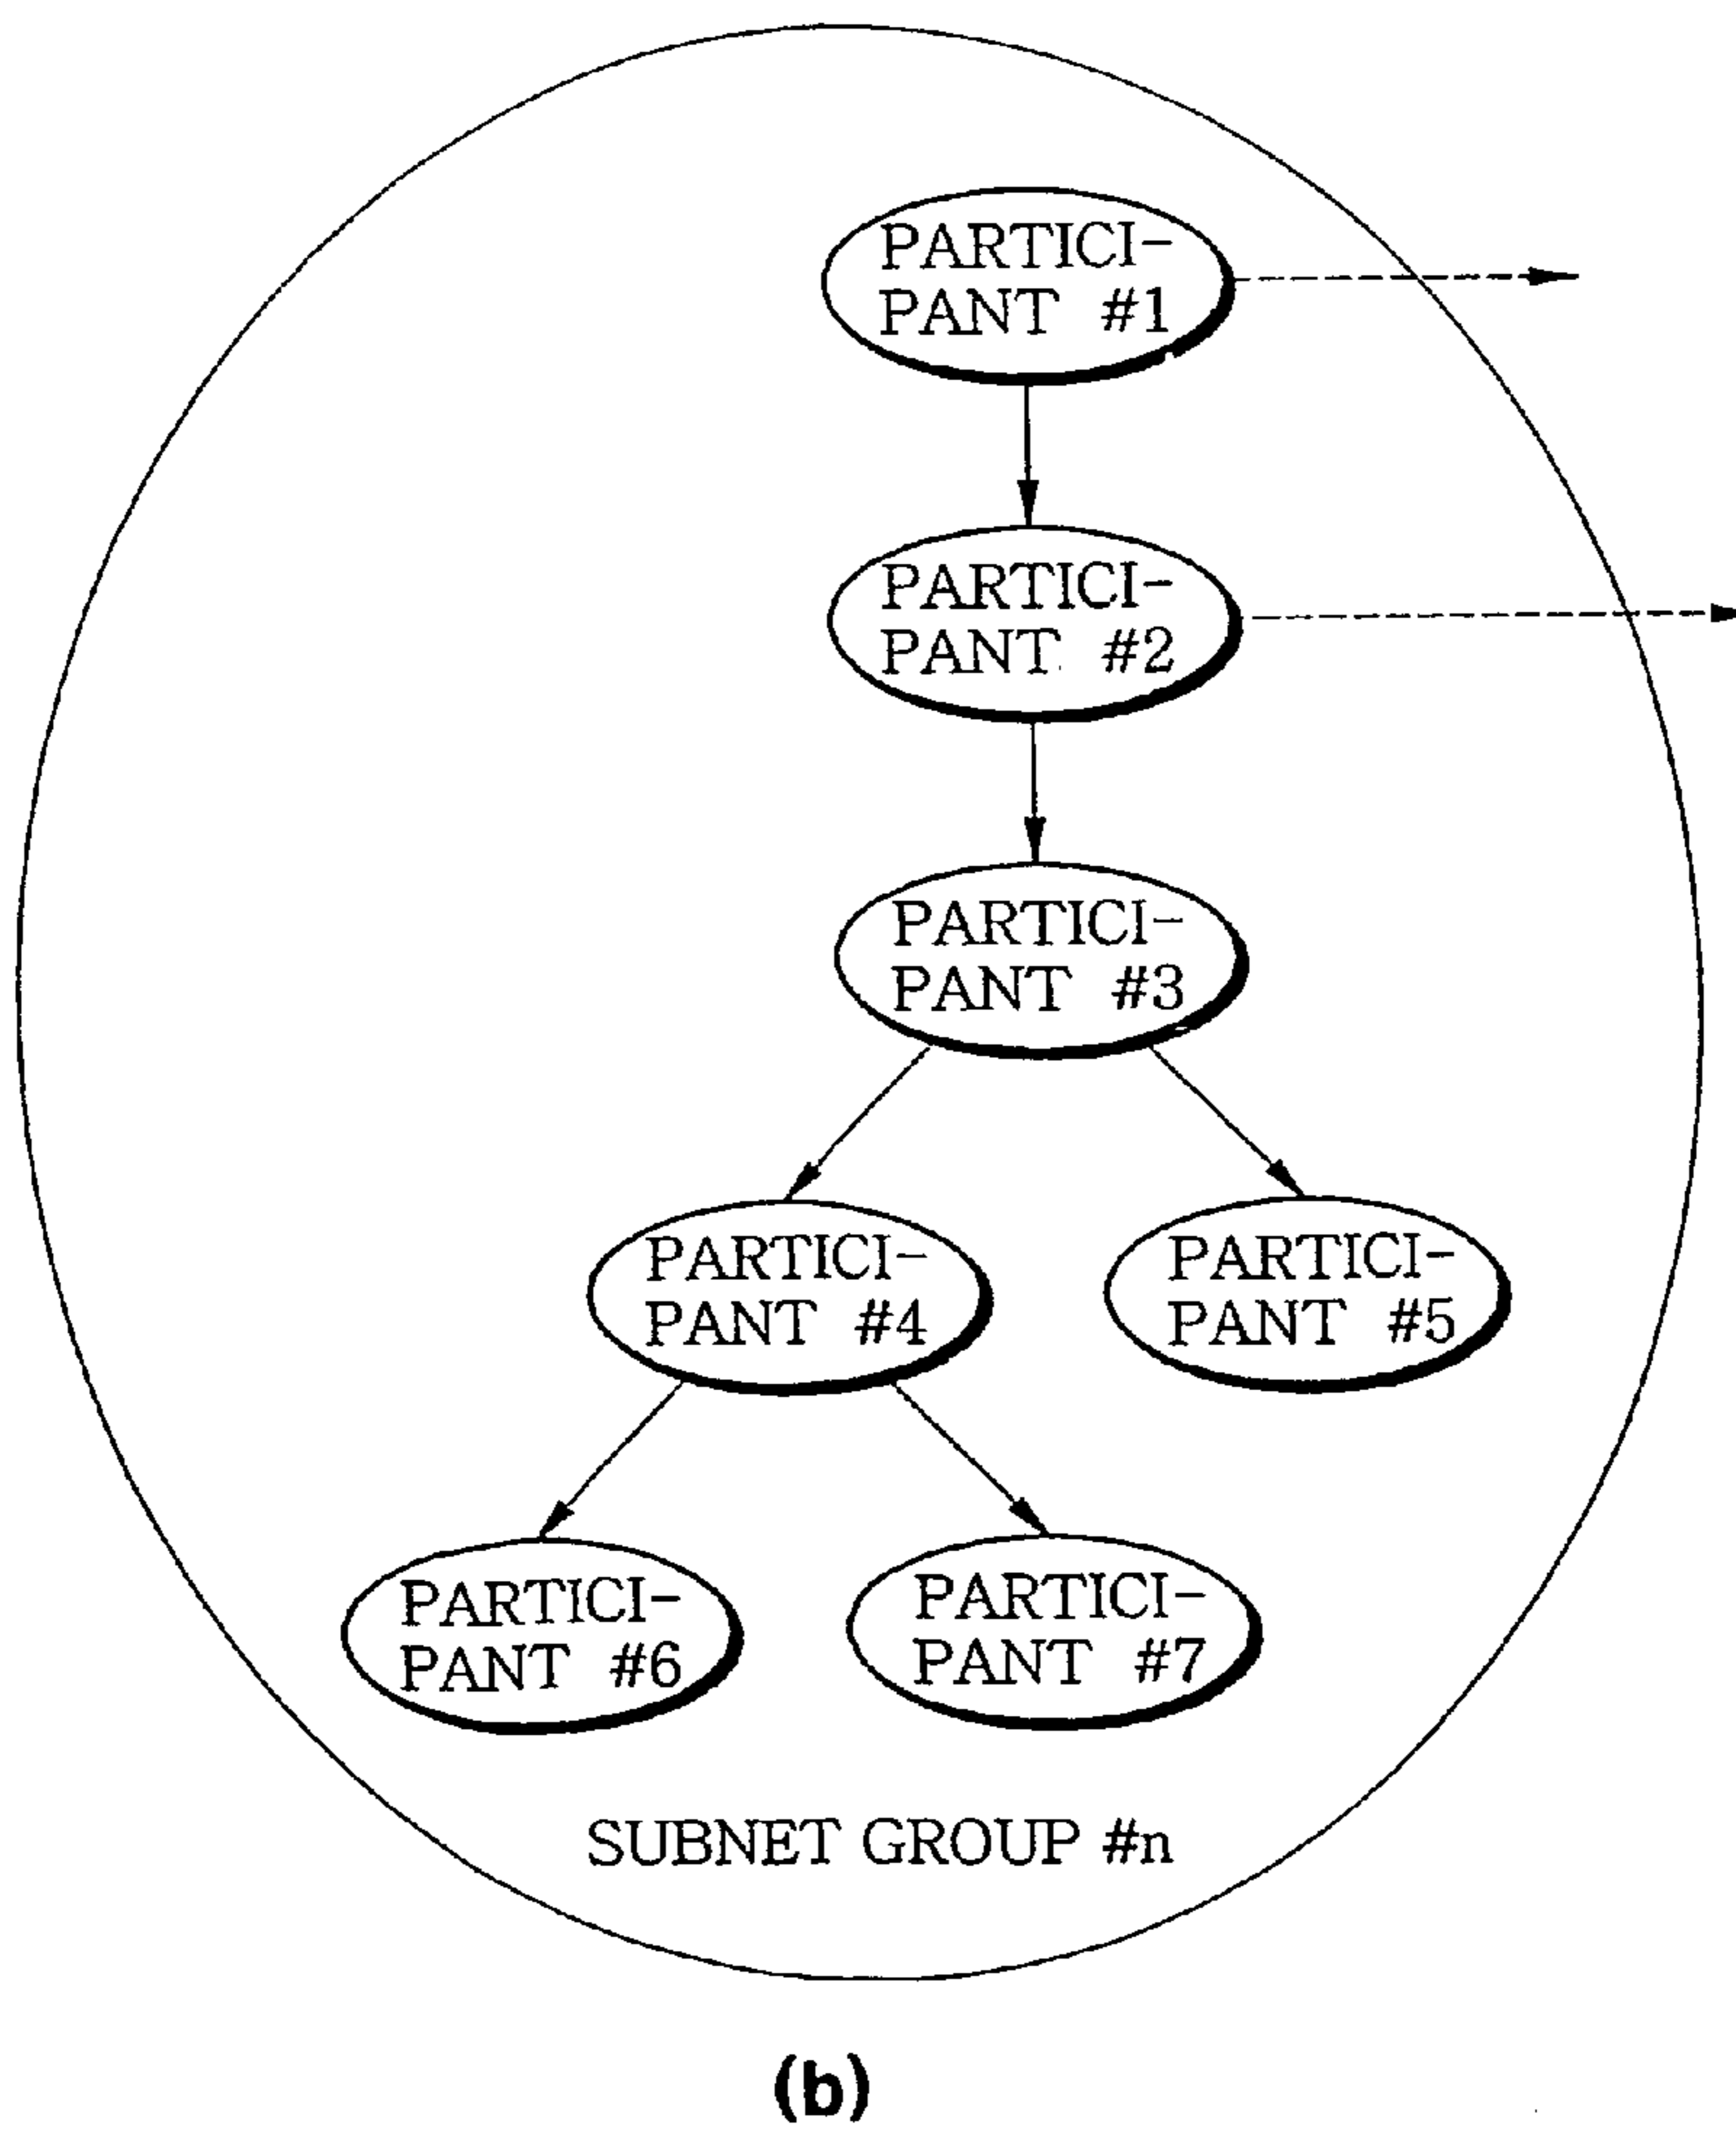 PARTICI-
PANT #1
PARTICI-
PANT #2
PARTICI-
PANT #3
PARTICI-
PANT #4
PARTICI-
PANT #5
PARTICI-
PANT #6
PARTICI-
PANT #7
SUBNET GROUP #n
(b)